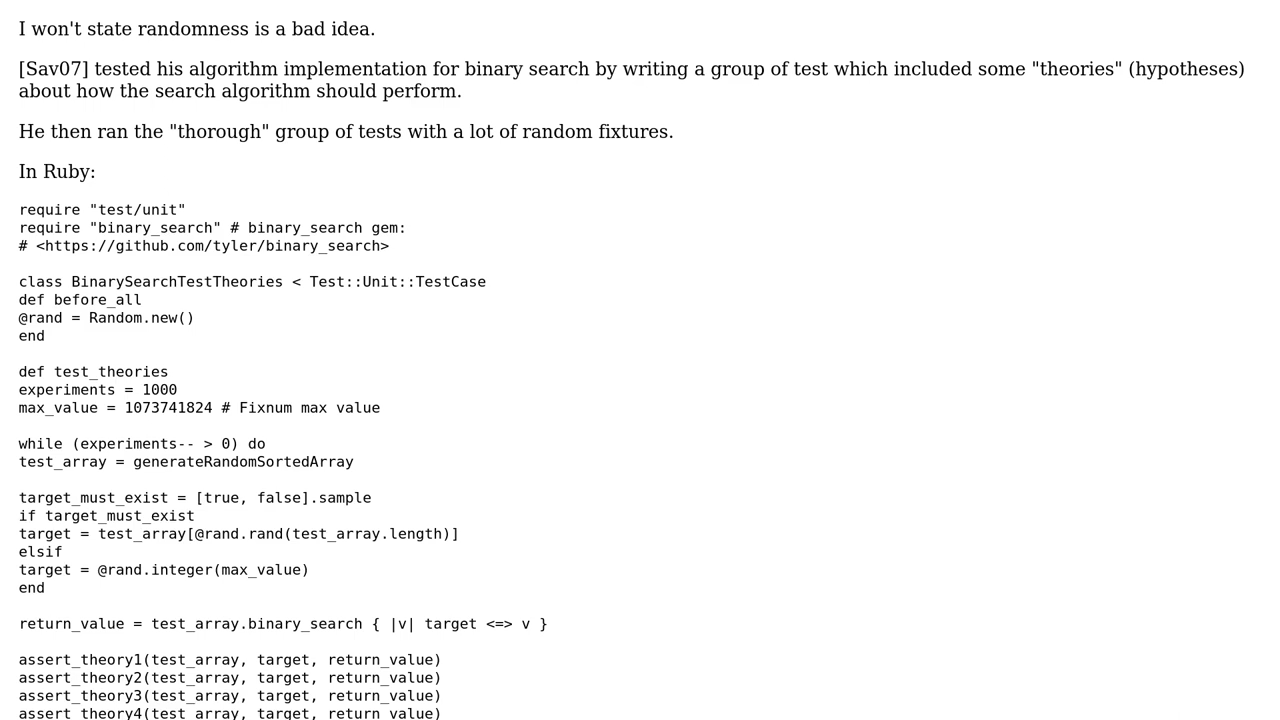 I won't state randomness is a bad idea.
[Sav07] tested his algorithm implementation for binary search by writing a group of test which included some "theories" (hypotheses)
about how the search algorithm should perform.
He then ran the "thorough" group of tests with a lot of random fixtures.
In Ruby:
require "test/unit"
require "binary_search" # binary_search gem:
# <https://github.com/tyler/binary_search>
class BinarySearchTestTheories < Test::Unit::TestCase
def before_all
@rand = Random.new()
end
def test_theories
experiments = 1000
max_value = 1073741824 # Fixnum max value
while (experiments-- > 0) do
test_array = generateRandomSortedArray
target_must_exist = [true, false].sample
if target_must_exist
target = test_array[@rand.rand(test_array.length)]
elsif
target = @rand.integer(max_value)
end
return_value = test_array.binary_search { |v| target <=> v }
assert_theory1(test_array, target, return_value)
assert_theory2(test_array, target, return_value)
assert_theory3(test_array, target, return_value)
assert_theory4(test_array, target, return_value)